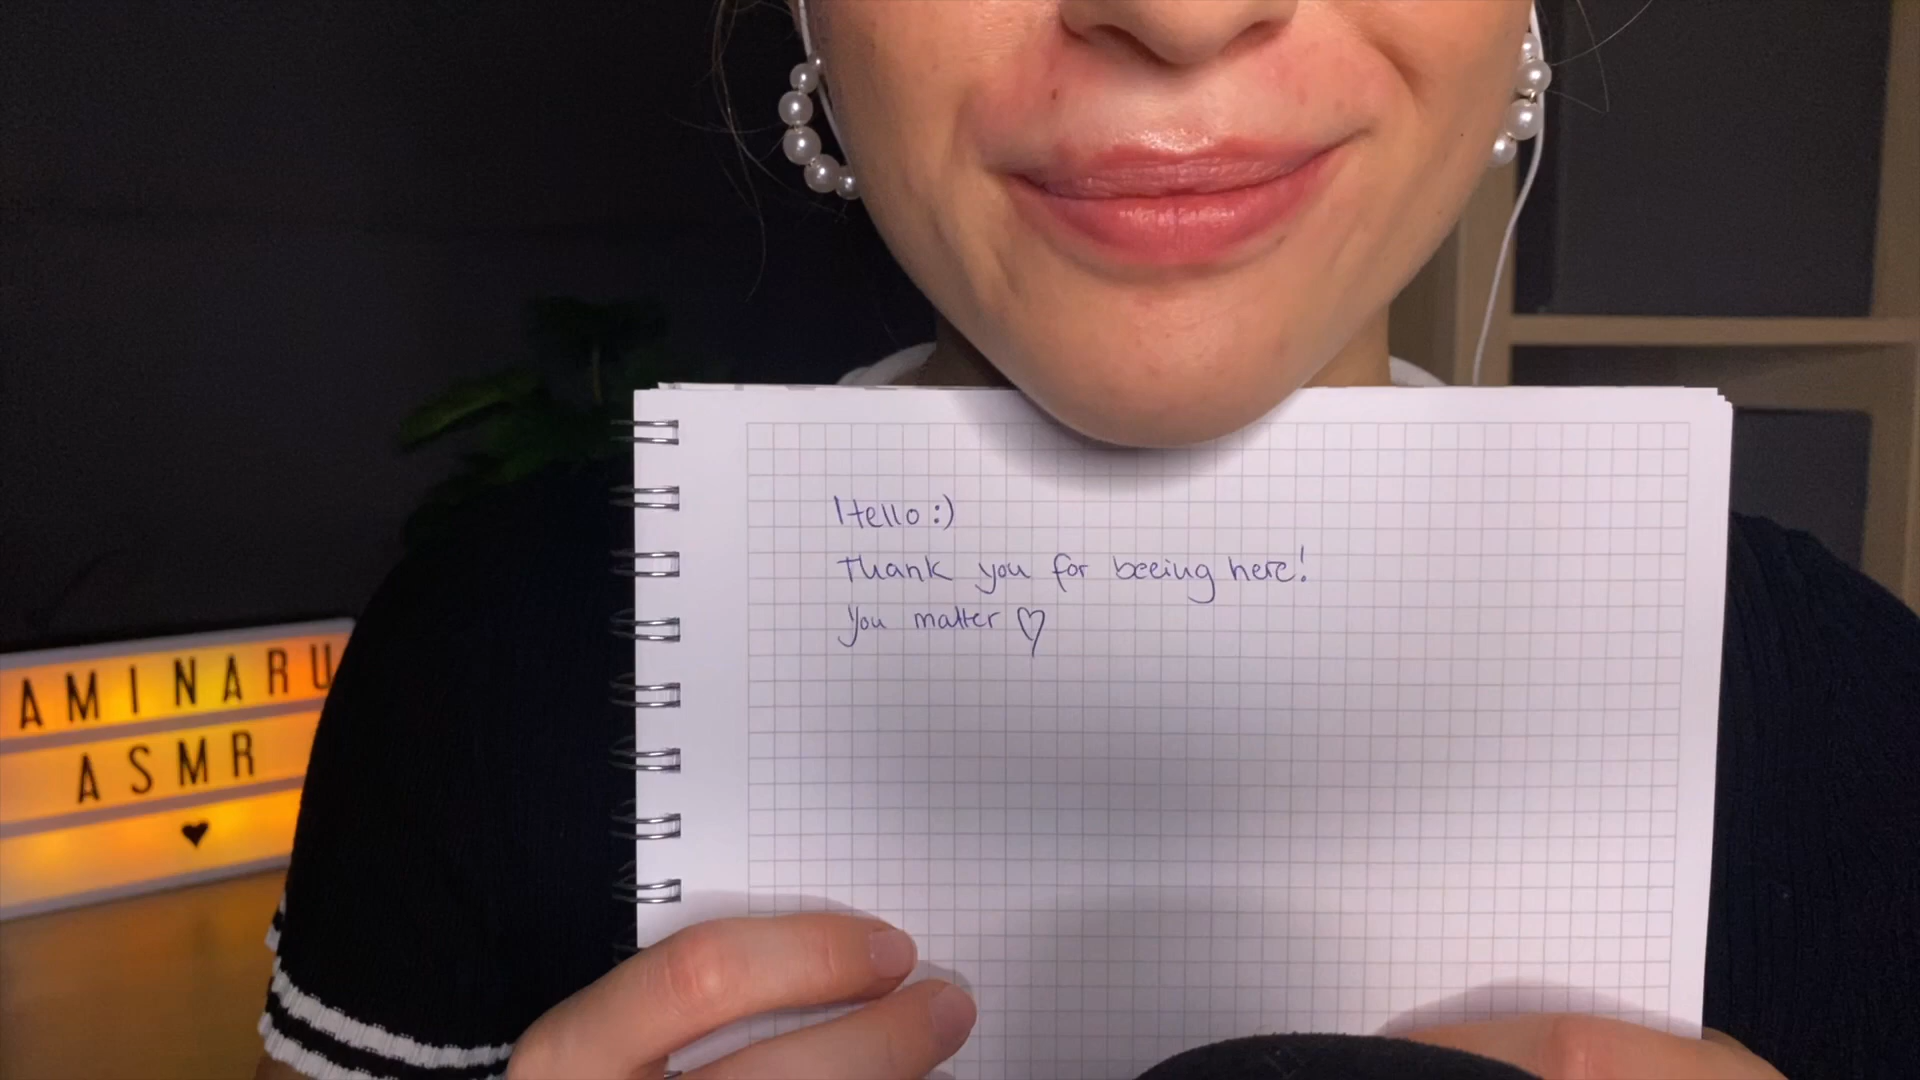 Hello :)
Thank you for beeing here!
You matter ♡
AMINARU
ASMR
♥